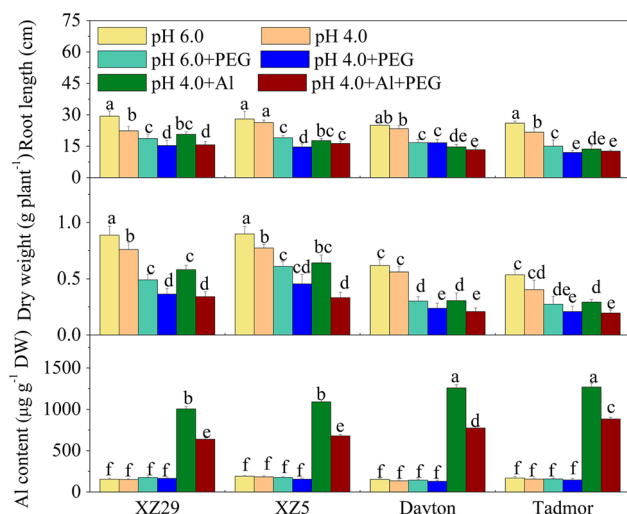 75
60
45
30
15
0
Root length (cm)
pH 6.0
pH 4.0
pH 6.0+PEG
pH 4.0+PEG
pH 4.0+Al
pH 4.0+Al+PEG
a b c d bc d
a b c d bc c
ab b c c de e
a b c d de e
1.0
0.5
0.0
Dry weight (g plant⁻¹)
a b c d c d
a b c cd bc d
c c d e d e
c cd de e d e
1500
1000
500
0
Al content (µg g⁻¹ DW)
f f f f b e
f f f f b e
f f f f a d
f f f f a c
XZ29
XZ5
Dayton
Tadmor